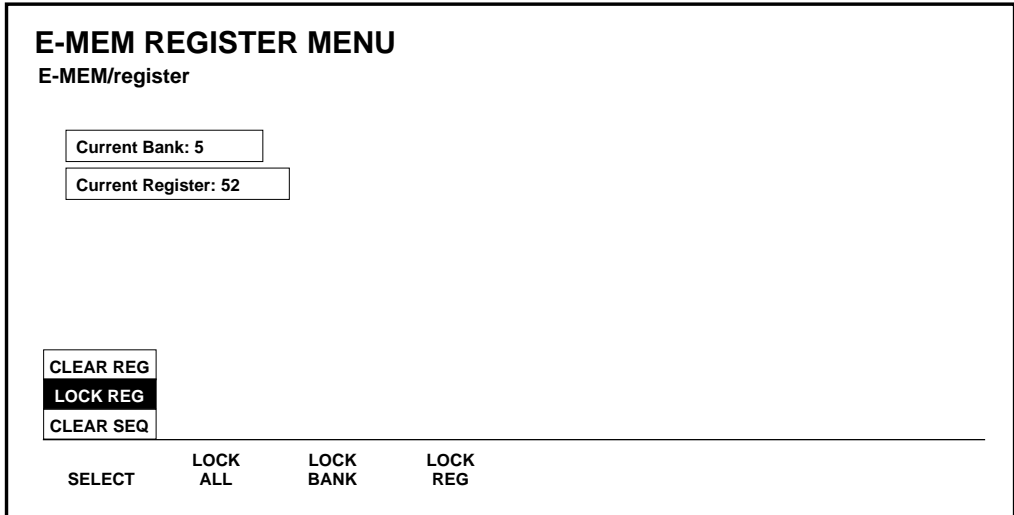 E-MEM REGISTER MENU
E-MEM/register
Current Bank: 5
Current Register: 52
CLEAR REG
LOCK REG
CLEAR SEQ
SELECT
LOCK
ALL
LOCK
BANK
LOCK
REG